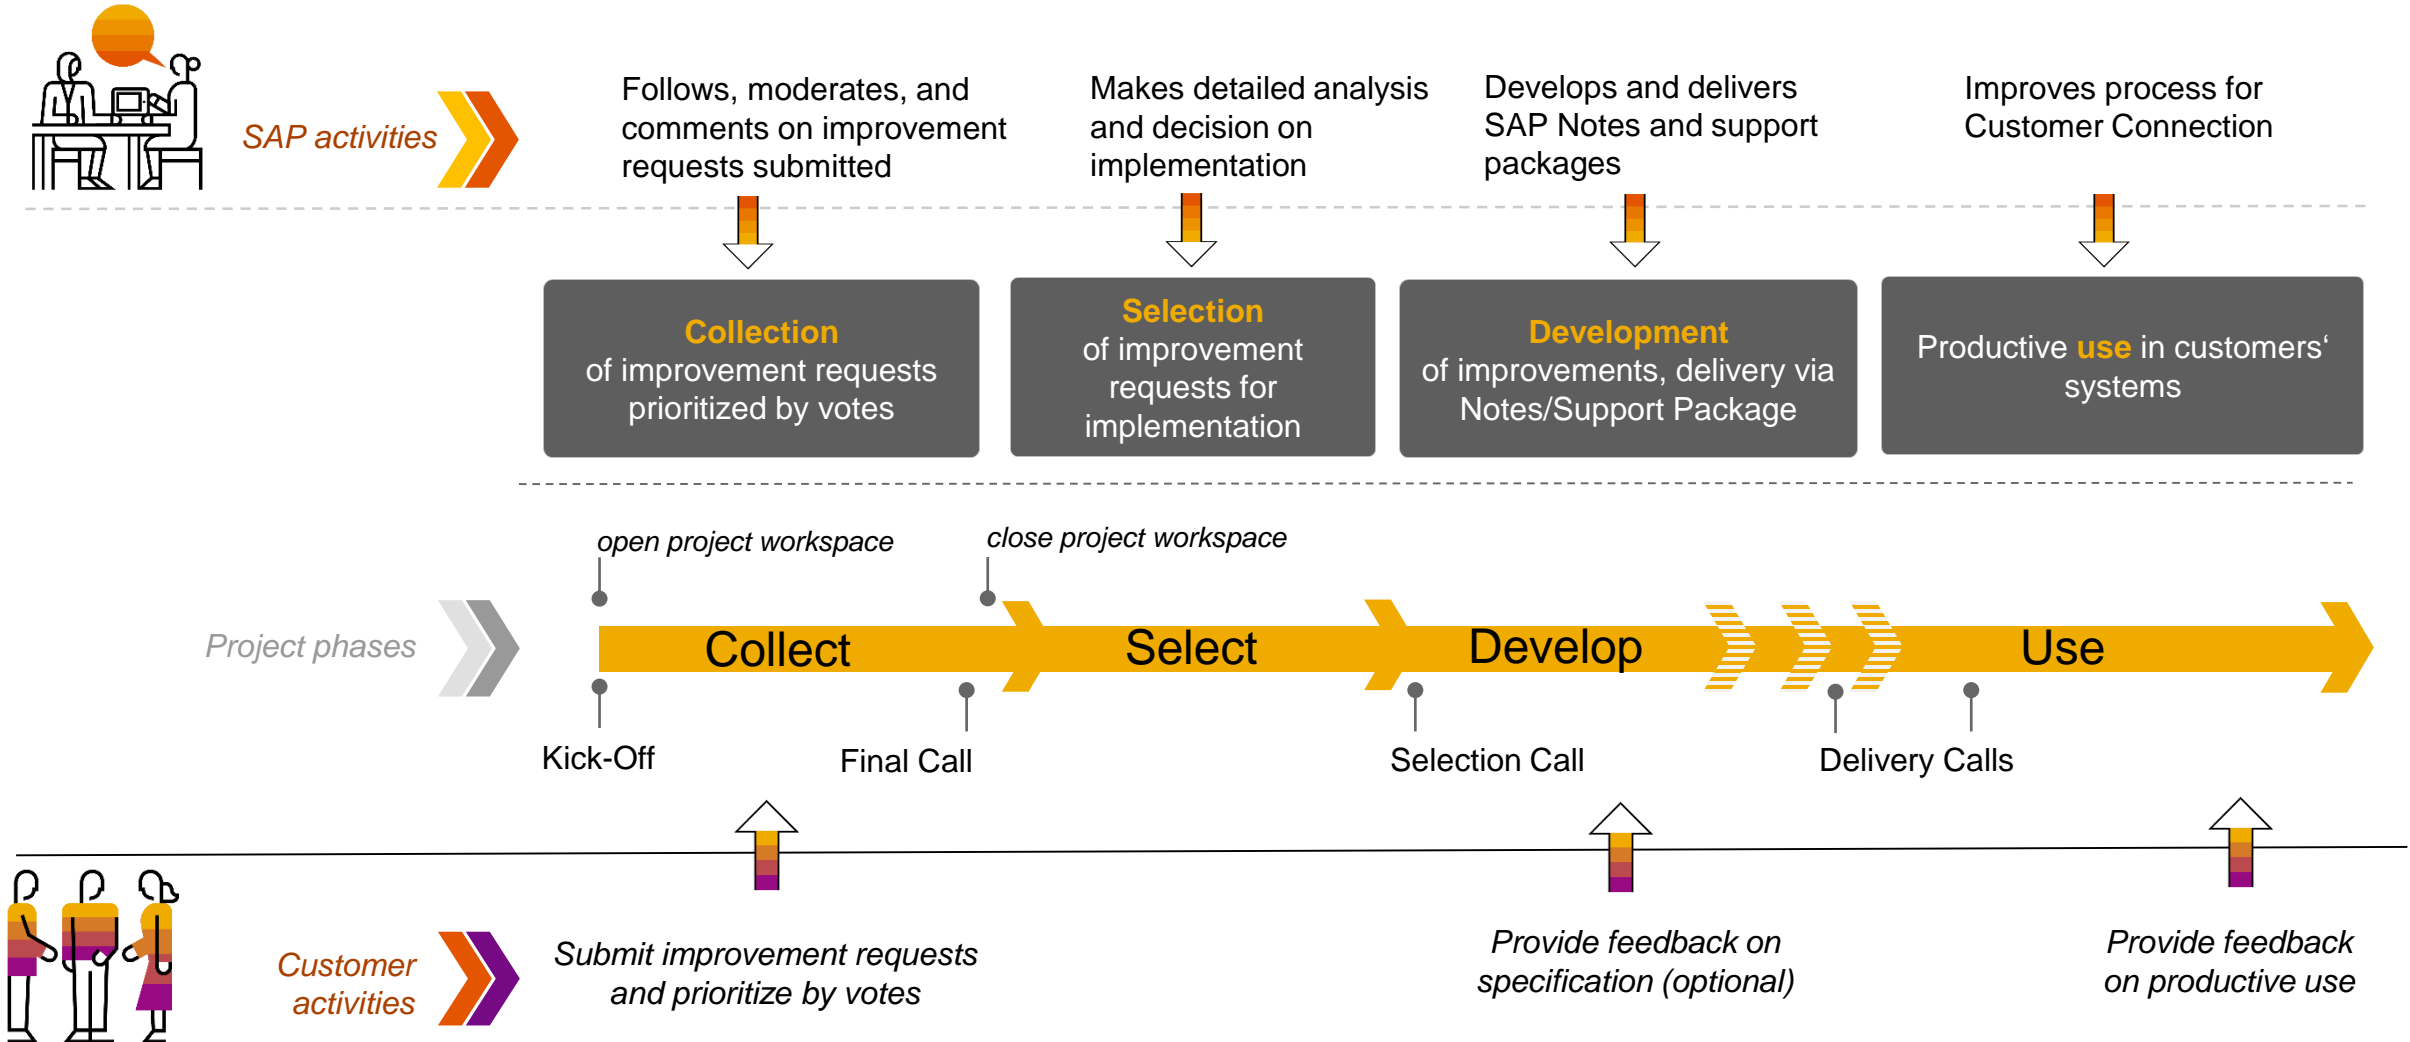 SAP activities
Follows, moderates, and
comments on improvement
requests submitted
Makes detailed analysis
and decision on
implementation
Develops and delivers
SAP Notes and support
packages
Improves process for
Customer Connection
Collection
of improvement requests
prioritized by votes
Selection
of improvement
requests for
implementation
Development
of improvements, delivery via
Notes/Support Package
Productive use in customers‘
systems
open project workspace
close project workspace
Project phases
Collect
Select
Develop
Use
Kick-Off
Final Call
Selection Call
Delivery Calls
Customer
activities
Submit improvement requests
and prioritize by votes
Provide feedback on
specification (optional)
Provide feedback
on productive use